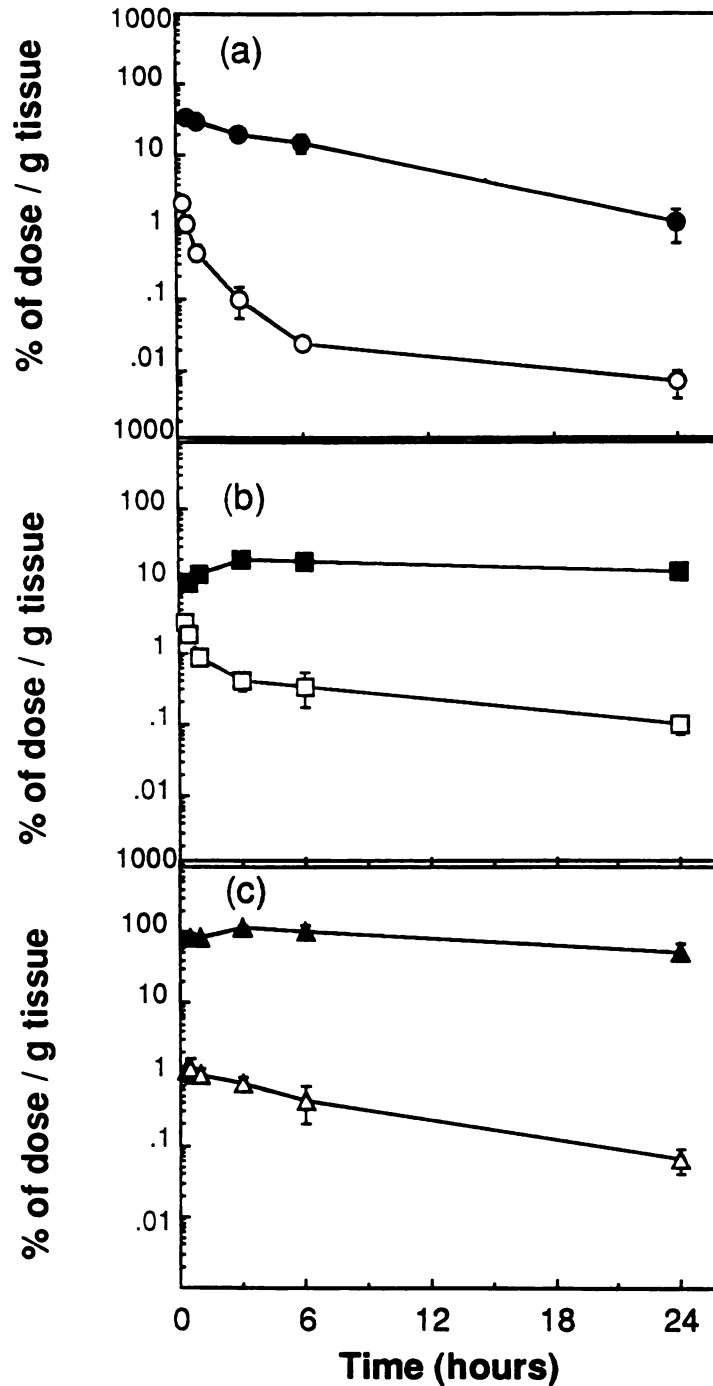 1000
(a)
100
10
1
.1
.01
% of dose / g tissue
1000
(b)
100
10
1
.1
.01
% of dose / g tissue
1000
(c)
100
10
1
.1
.01
% of dose / g tissue
0 6 12 18 24
Time (hours)